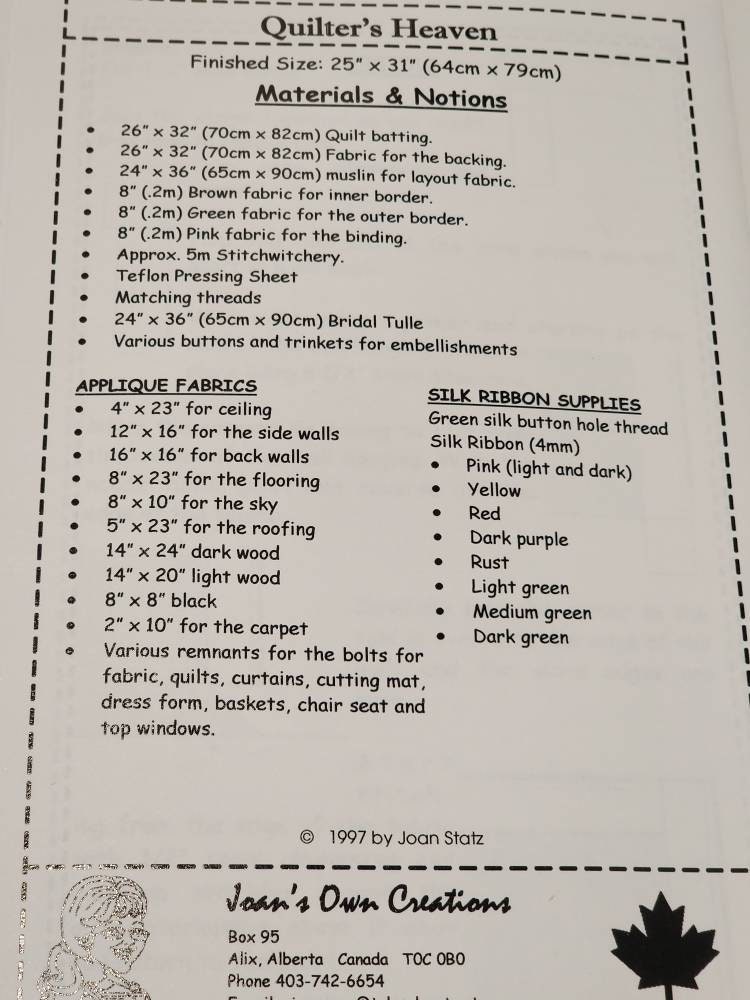 Quilter's Heaven
Finished Size: 25" x 31" (64cm x 79cm)
Materials & Notions
• 26" x 32" (70cm x 82cm) Quilt batting.
• 26" x 32" (70cm x 82cm) Fabric for the backing.
• 24" x 36" (65cm x 90cm) muslin for layout fabric.
• 8" (.2m) Brown fabric for inner border.
• 8" (.2m) Green fabric for the outer border.
• 8" (.2m) Pink fabric for the binding.
• Approx. 5m Stitchwitchery.
• Teflon Pressing Sheet
• Matching threads
• 24" x 36" (65cm x 90cm) Bridal Tulle
• Various buttons and trinkets for embellishments
APPLIQUE FABRICS
• 4" x 23" for ceiling
• 12" x 16" for the side walls
• 16" x 16" for back walls
• 8" x 23" for the flooring
• 8" x 10" for the sky
• 5" x 23" for the roofing
• 14" x 24" dark wood
• 14" x 20" light wood
• 8" x 8" black
• 2" x 10" for the carpet
• Various remnants for the bolts for
fabric, quilts, curtains, cutting mat,
dress form, baskets, chair seat and
top windows.
SILK RIBBON SUPPLIES
Green silk button hole thread
Silk Ribbon (4mm)
• Pink (light and dark)
• Yellow
• Red
• Dark purple
• Rust
• Light green
• Medium green
• Dark green
© 1997 by Joan Statz
Joan's Own Creations
Box 95
Alix, Alberta Canada T0C 0B0
Phone 403-742-6654